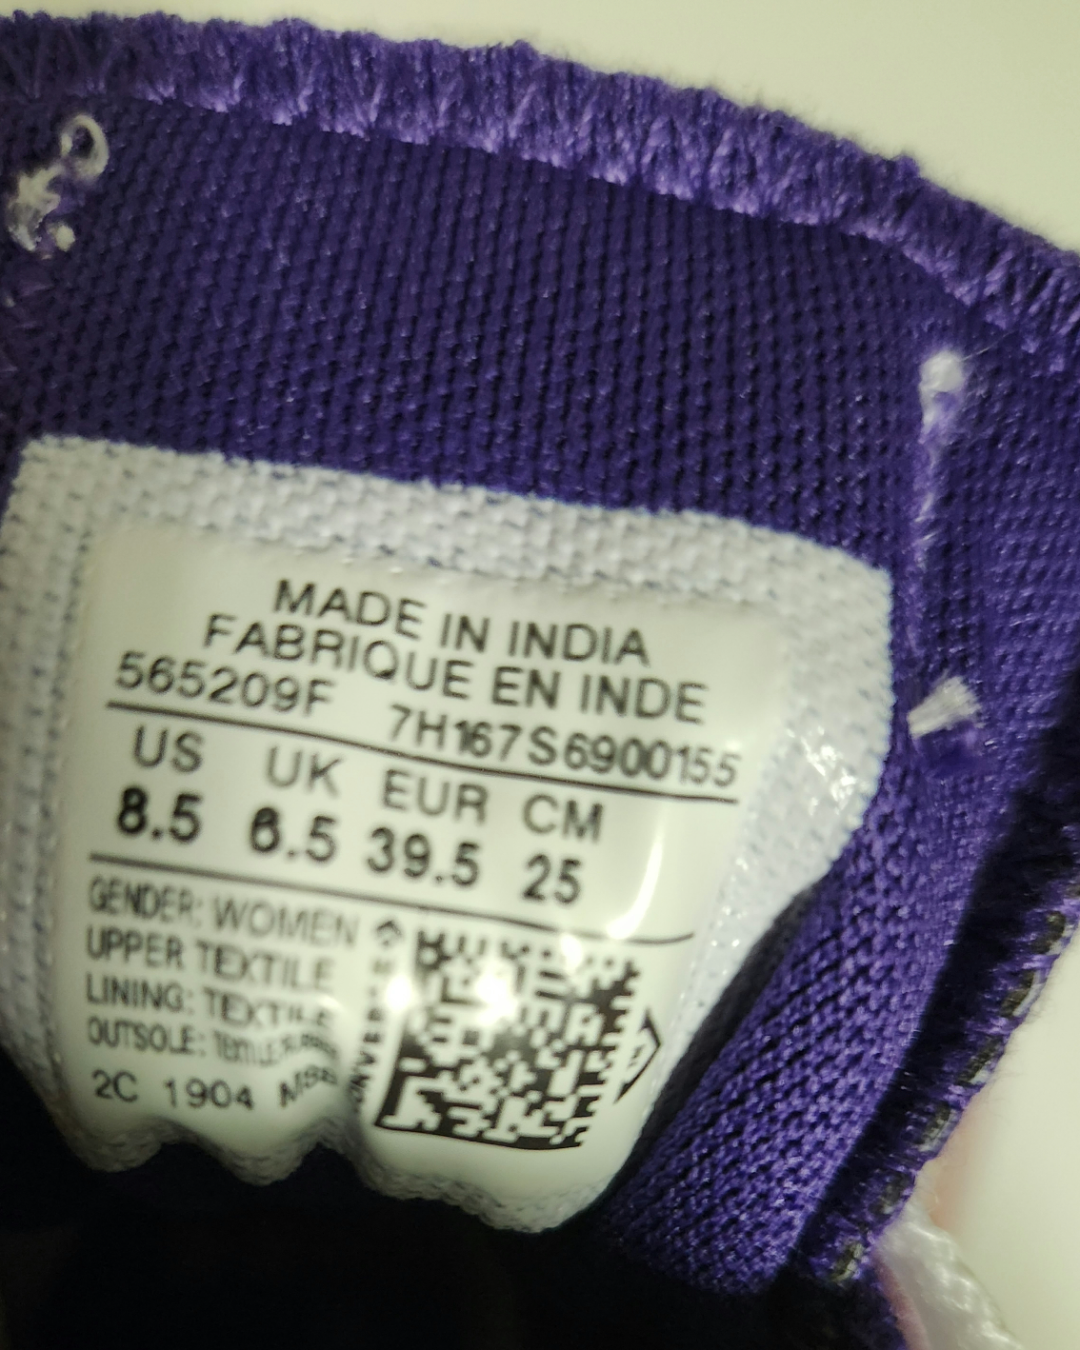 MADE IN INDIA
FABRIQUE EN INDE
565209F 7H167S6900155
US UK EUR CM
8.5 6.5 39.5 25
GENDER: WOMEN
UPPER TEXTILE
LINING: TEXTILE
OUTSOLE:
2C 1904